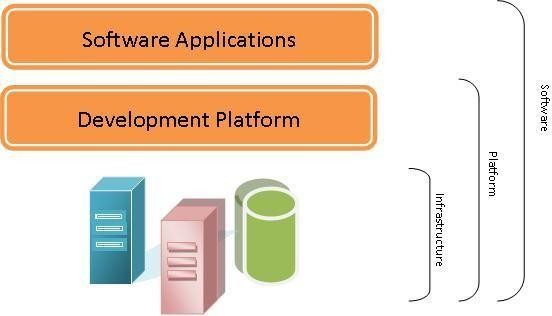 Software Applications
Development Platform
Infrastructure
Platform
Software